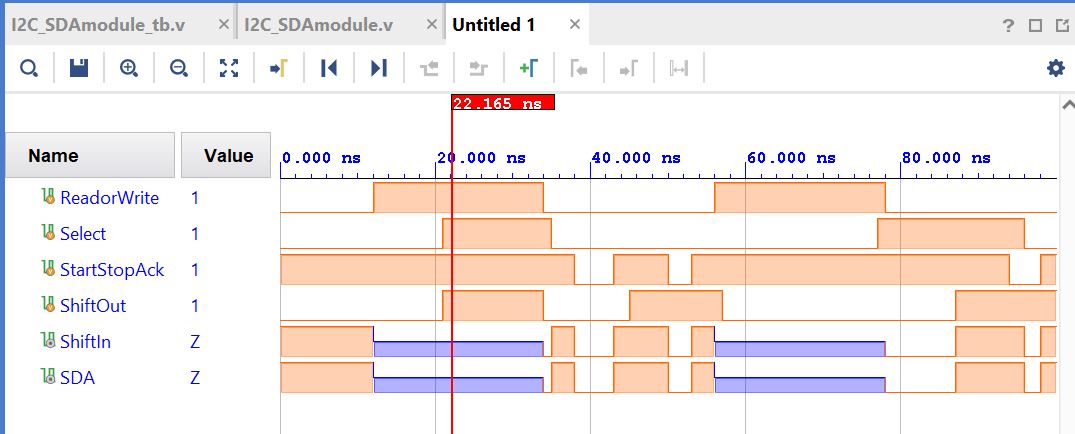 I2C_SDAmodule_tb.v × I2C_SDAmodule.v × Untitled 1 × ?
22.165 ns
Name Value 0.000 ns 20.000 ns 40.000 ns 60.000 ns 80.000 ns
ReadorWrite 1
Select 1
StartStopAck 1
ShiftOut 1
ShiftIn Z
SDA Z